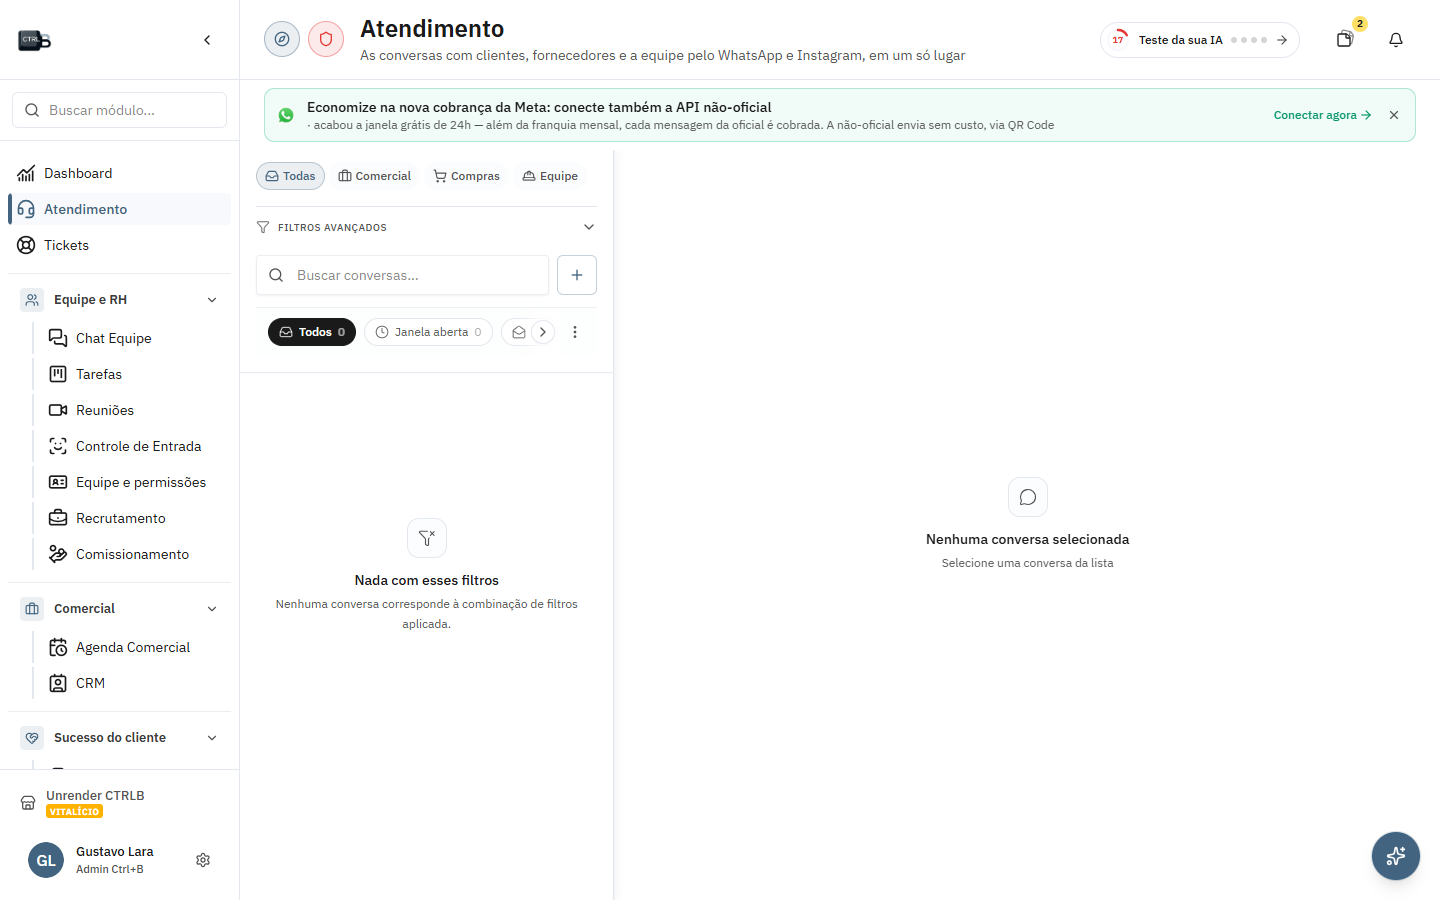 CTRL B
Buscar módulo...
Dashboard
Atendimento
Tickets
Equipe e RH
Chat Equipe
Tarefas
Reuniões
Controle de Entrada
Equipe e permissões
Recrutamento
Comissionamento
Comercial
Agenda Comercial
CRM
Sucesso do cliente
Unrender CTRLB
VITALÍCIO
GL
Gustavo Lara
Admin Ctrl+B
Atendimento
As conversas com clientes, fornecedores e a equipe pelo WhatsApp e Instagram, em um só lugar
17 Teste da sua IA
2
Economize na nova cobrança da Meta: conecte também a API não-oficial
· acabou a janela grátis de 24h — além da franquia mensal, cada mensagem da oficial é cobrada. A não-oficial envia sem custo, via QR Code
Conectar agora
Todas Comercial Compras Equipe
FILTROS AVANÇADOS
Buscar conversas...
Todos 0 Janela aberta 0
Nada com esses filtros
Nenhuma conversa corresponde à combinação de filtros
aplicada.
Nenhuma conversa selecionada
Selecione uma conversa da lista